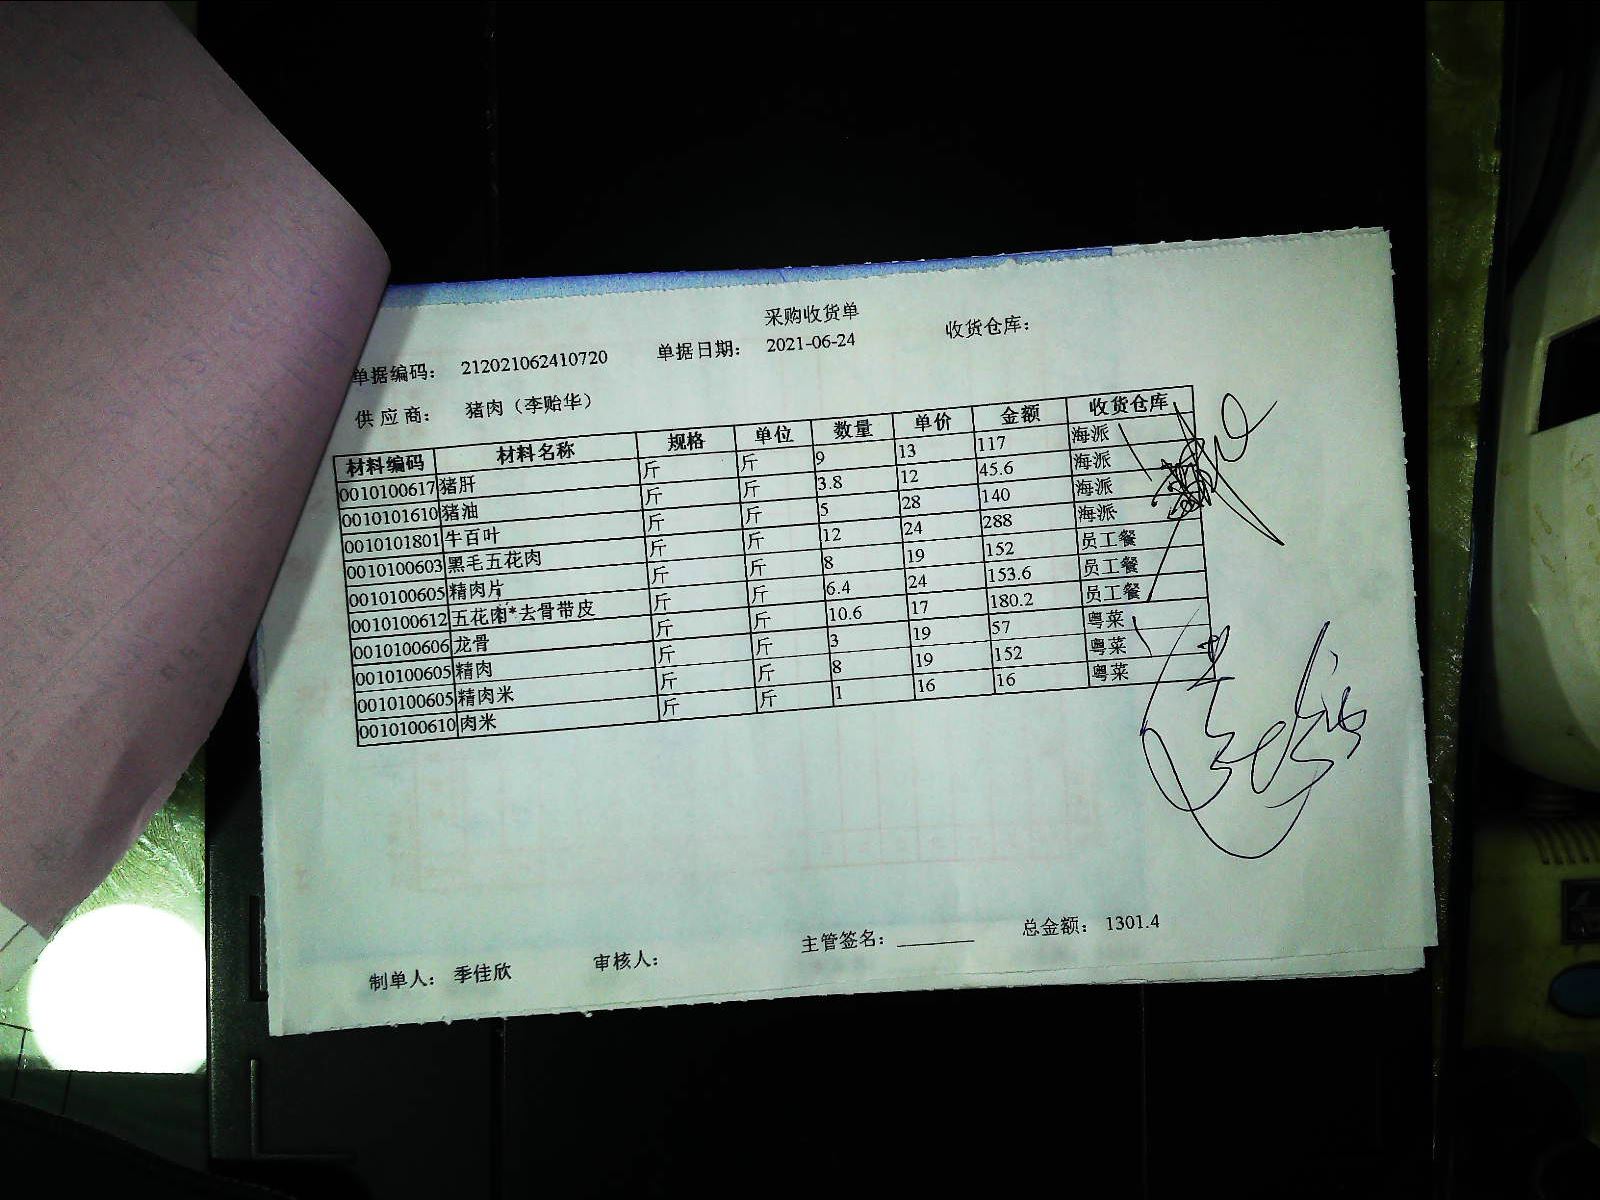 采购收货单
单据编码： 212021062410720 单据日期： 2021-06-24 收货仓库：
供应商： 猪肉（李贻华）
材料编码 材料名称 规格 单位 数量 单价 金额 收货仓库
0010100617 猪肝 斤 斤 9 13 117 海派
0010101610 猪油 斤 斤 3.8 12 45.6 海派
0010101801 牛百叶 斤 斤 5 28 140 海派
0010100603 黑毛五花肉 斤 斤 12 24 288 海派
0010100605 精肉片 斤 斤 8 19 152 员工餐
0010100612 五花肉*去骨带皮 斤 斤 6.4 24 153.6 员工餐
0010100606 龙骨 斤 斤 10.6 17 180.2 员工餐
0010100605 精肉 斤 斤 3 19 57 粤菜
0010100605 精肉米 斤 斤 8 19 152 粤菜
0010100610 肉米 斤 斤 1 16 16 粤菜
制单人： 季佳欣 审核人： 主管签名： 总金额： 1301.4